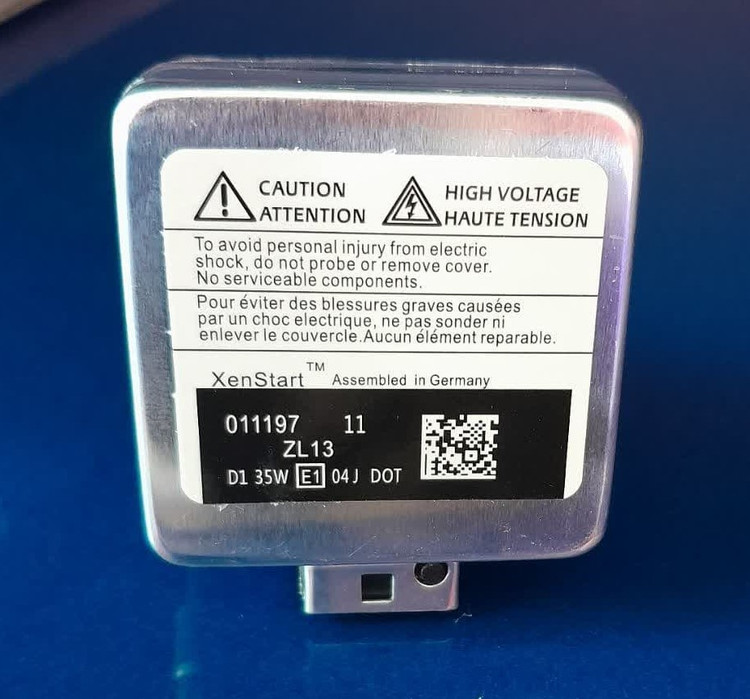 CAUTION
ATTENTION
HIGH VOLTAGE
HAUTE TENSION
To avoid personal injury from electric
shock, do not probe or remove cover.
No serviceable components.
Pour éviter des blessures graves causées
par un choc electrique, ne pas sonder ni
enlever le couvercle.Aucun élément reparable.
XenStart™ Assembled in Germany
011197 11
ZL13
D1 35W E1 04J DOT